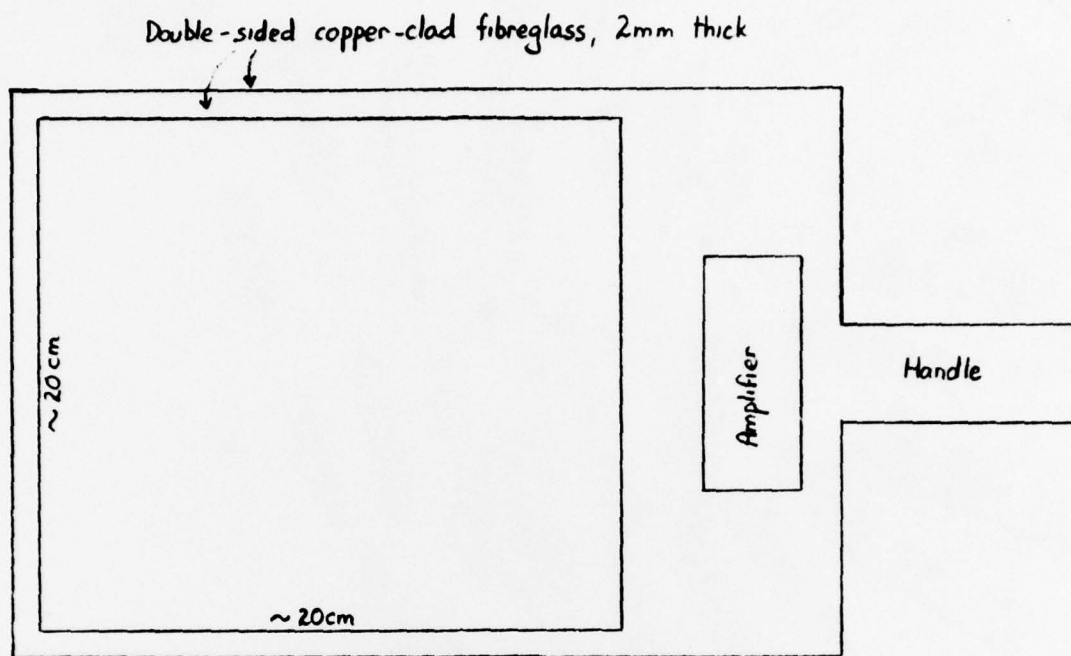 Double-sided copper-clad fibreglass, 2mm thick
~20cm
Amplifier
Handle
~20cm